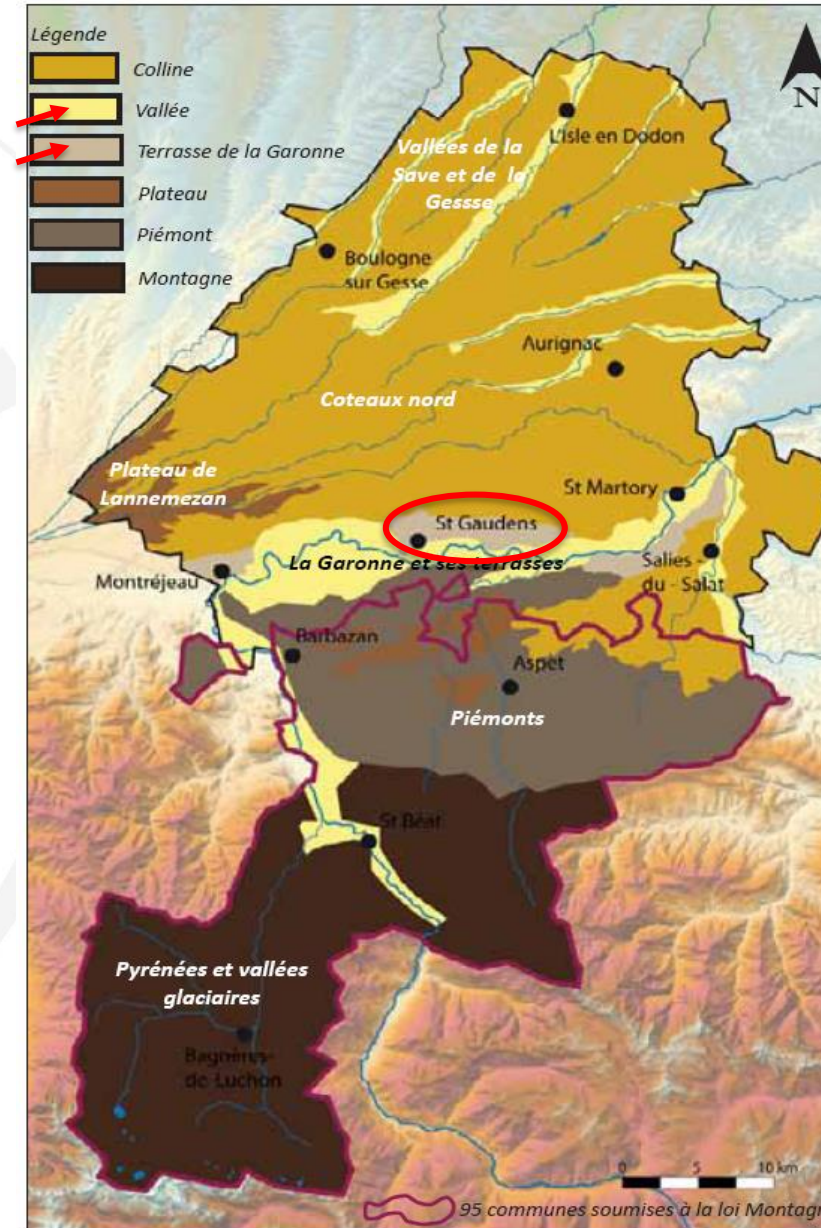 Légende
Colline
Vallée
Terrasse de la Garonne
Plateau
Piémont
Montagne
N
L'Isle en Dodon
Vallées de la
Save et de la
Gessse
Boulogne
sur Gesse
Aurignac
Coteaux nord
Plateau de
Lannemezan
St Martory
St Gaudens
La Garonne et ses terrasses
Montréjeau
Salies -
du - Salat
Barbazan
Aspet
Piémonts
St Béat
Pyrénées et vallées
glaciaires
Bagnères-
de-Luchon
0 5 10 km
95 communes soumises à la loi Montagn